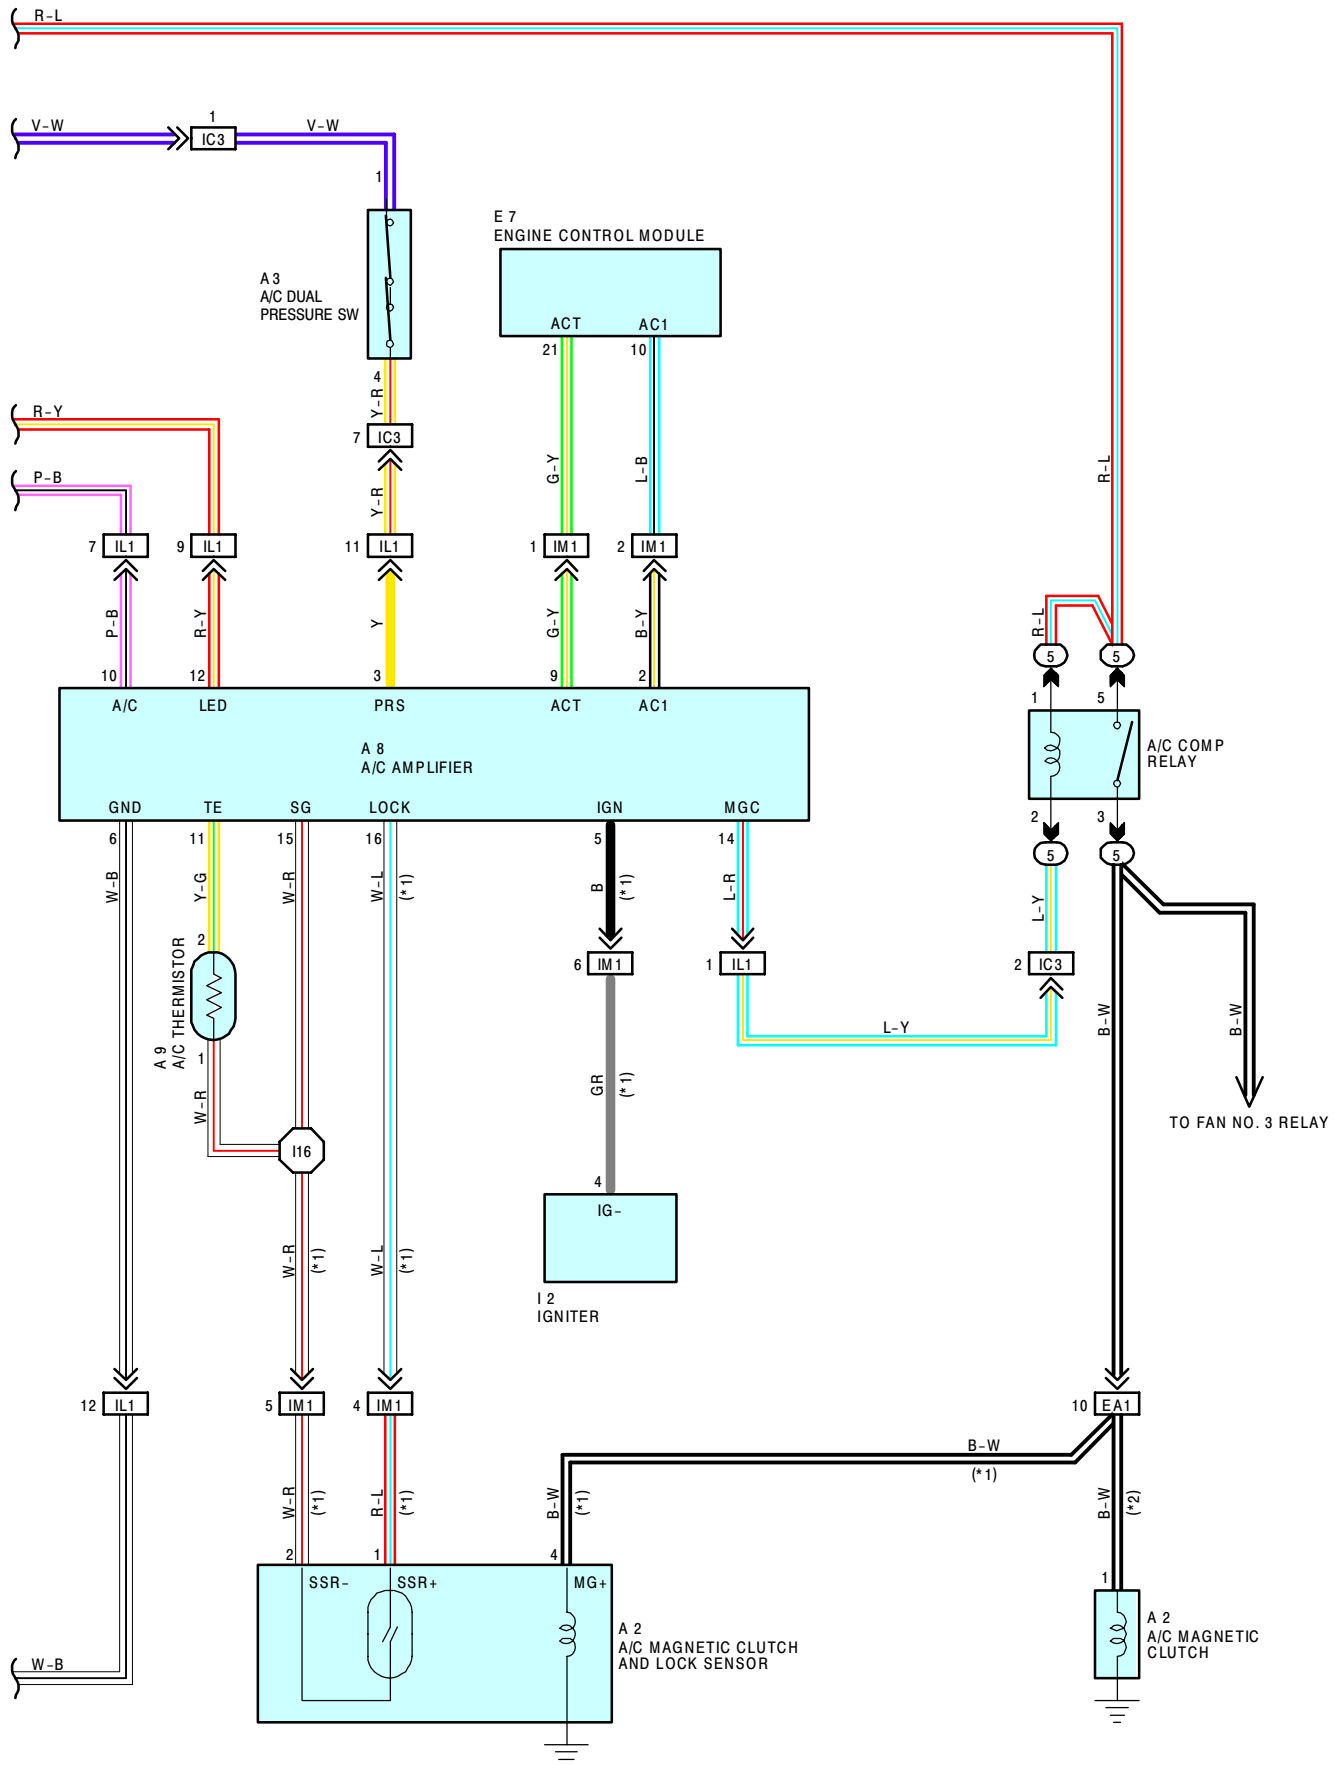 R-L
V-W
1
IC3
V-W
1
A 3
A/C DUAL
PRESSURE SW
E 7
ENGINE CONTROL MODULE
ACT
AC1
21
10
4
Y-R
7
IC3
Y-R
R-Y
P-B
G-Y
L-B
R-L
7
IL1
9
IL1
11
IL1
1
IM1
2
IM1
P-B
R-Y
Y
G-Y
B-Y
R-L
5
5
10
12
3
9
2
1
5
A/C
LED
PRS
ACT
AC1
A 8
A/C AMPLIFIER
A/C COMP
RELAY
GND
TE
SG
LOCK
IGN
MGC
6
11
15
16
5
14
2
3
5
5
W-B
Y-G
W-R
W-L
(*1)
B
(*1)
L-R
L-Y
2
A 9
A/C THERMISTOR
1
6
IM1
1
IL1
2
IC3
L-Y
B-W
B-W
W-R
GR
(*1)
TO FAN NO. 3 RELAY
I16
4
IG-
I 2
IGNITER
W-R
(*1)
W-L
(*1)
12
IL1
5
IM1
4
IM1
10
EA1
B-W
(*1)
W-R
(*1)
R-L
(*1)
B-W
(*1)
B-W
(*2)
2
1
4
1
SSR-
SSR+
MG+
A 2
A/C MAGNETIC CLUTCH
AND LOCK SENSOR
A 2
A/C MAGNETIC
CLUTCH
W-B